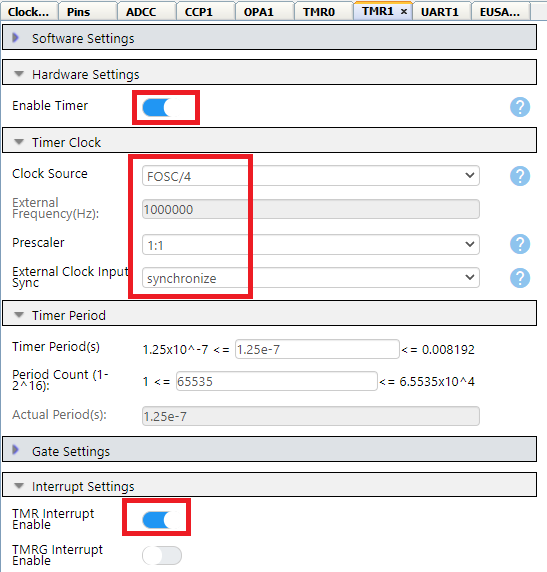 Clock... Pins ADCC CCP1 OPA1 TMR0 TMR1 × UART1 EUSA...
Software Settings
Hardware Settings
Enable Timer ?
Timer Clock
Clock Source FOSC/4 ?
External
Frequency(Hz): 1000000
Prescaler 1:1 ?
External Clock Input
Sync synchronize ?
Timer Period
Timer Period(s) 1.25x10^-7 <= 1.25e-7 <= 0.008192
Period Count (1-
2^16): 1 <= 65535 <= 6.5535x10^4
Actual Period(s): 1.25e-7
Gate Settings
Interrupt Settings
TMR Interrupt
Enable
TMRG Interrupt
Enable